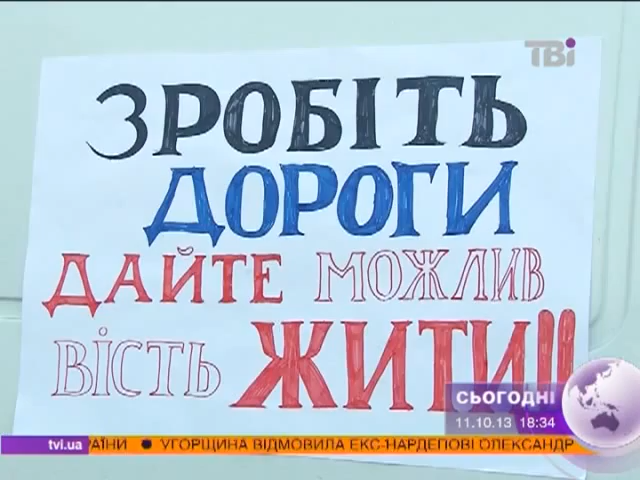 ТВі
ЗРОБІТЬ
ДОРОГИ
ДАЙТЕ МОЖЛИВ
ВІСТЬ ЖИТИ!!
СЬОГОДНІ
11.10.13 18:34
tvi.ua РАЇНИ ● УГОРЩИНА ВІДМОВИЛА ЕКС-НАРДЕПОВІ ОЛЕКСАНДР